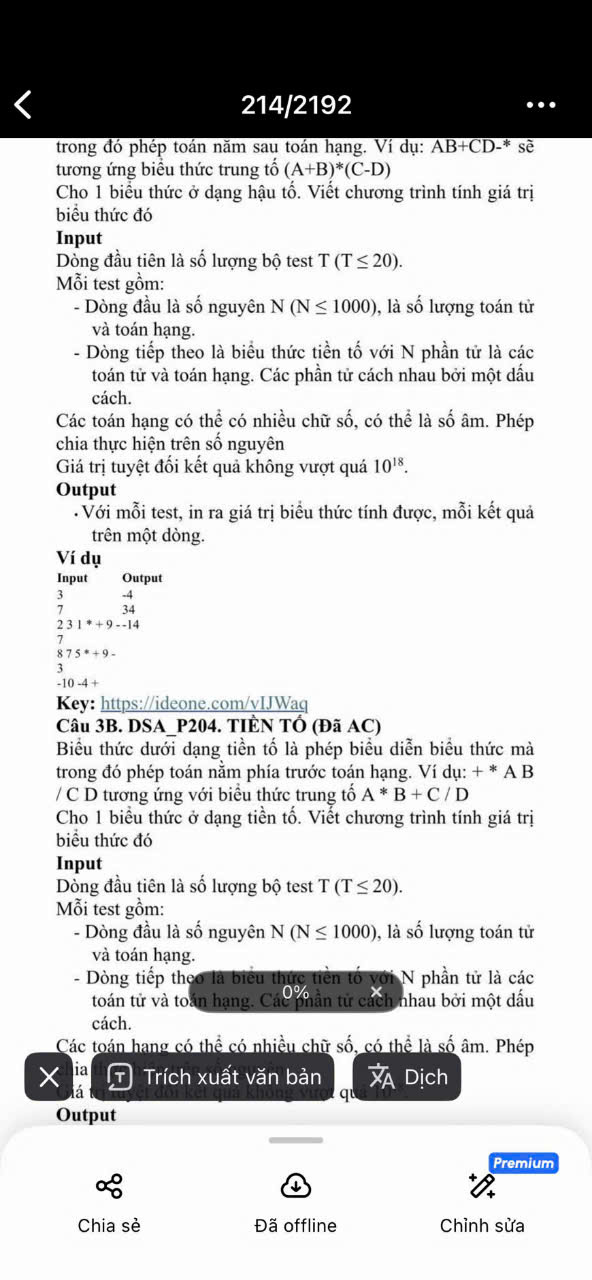 214/2192
trong đó phép toán nằm sau toán hạng. Ví dụ: AB+CD-* sẽ
tương ứng biểu thức trung tố (A+B)*(C-D)
Cho 1 biểu thức ở dạng hậu tố. Viết chương trình tính giá trị
biểu thức đó
Input
Dòng đầu tiên là số lượng bộ test T (T ≤ 20).
Mỗi test gồm:
- Dòng đầu là số nguyên N (N ≤ 1000), là số lượng toán tử
và toán hạng.
- Dòng tiếp theo là biểu thức tiền tố với N phần tử là các
toán tử và toán hạng. Các phần tử cách nhau bởi một dấu
cách.
Các toán hạng có thể có nhiều chữ số, có thể là số âm. Phép
chia thực hiện trên số nguyên
Giá trị tuyệt đối kết quả không vượt quá 10¹⁸.
Output
·Với mỗi test, in ra giá trị biểu thức tính được, mỗi kết quả
trên một dòng.
Ví dụ
Input Output
3 -4
7 34
2 3 1 * + 9 - -14
7
8 7 5 * + 9 -
3
-10 -4 +
Key: https://ideone.com/vIJWaq
Câu 3B. DSA_P204. TIỀN TỐ (Đã AC)
Biểu thức dưới dạng tiền tố là phép biểu diễn biểu thức mà
trong đó phép toán nằm phía trước toán hạng. Ví dụ: + * A B
/ C D tương ứng với biểu thức trung tố A * B + C / D
Cho 1 biểu thức ở dạng tiền tố. Viết chương trình tính giá trị
biểu thức đó
Input
Dòng đầu tiên là số lượng bộ test T (T ≤ 20).
Mỗi test gồm:
- Dòng đầu là số nguyên N (N ≤ 1000), là số lượng toán tử
và toán hạng.
- Dòng tiếp theo là biểu thức tiền tố với N phần tử là các
0%
toán tử và toán hạng. Các phần tử cách nhau bởi một dấu
cách.
Các toán hạng có thể có nhiều chữ số, có thể là số âm. Phép
Trích xuất văn bản
Dịch
Output
Premium
Chia sẻ
Đã offline
Chỉnh sửa